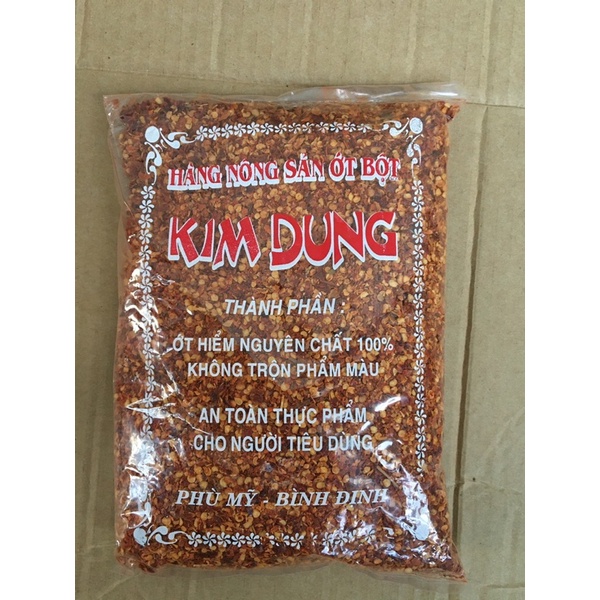 HÀNG NÔNG SẢN ỚT BỘT
KIM DUNG
THÀNH PHẦN :
ỚT HIỂM NGUYÊN CHẤT 100%
KHÔNG TRỘN PHẨM MÀU
AN TOÀN THỰC PHẨM
CHO NGƯỜI TIÊU DÙNG
PHÙ MỸ - BÌNH ĐỊNH